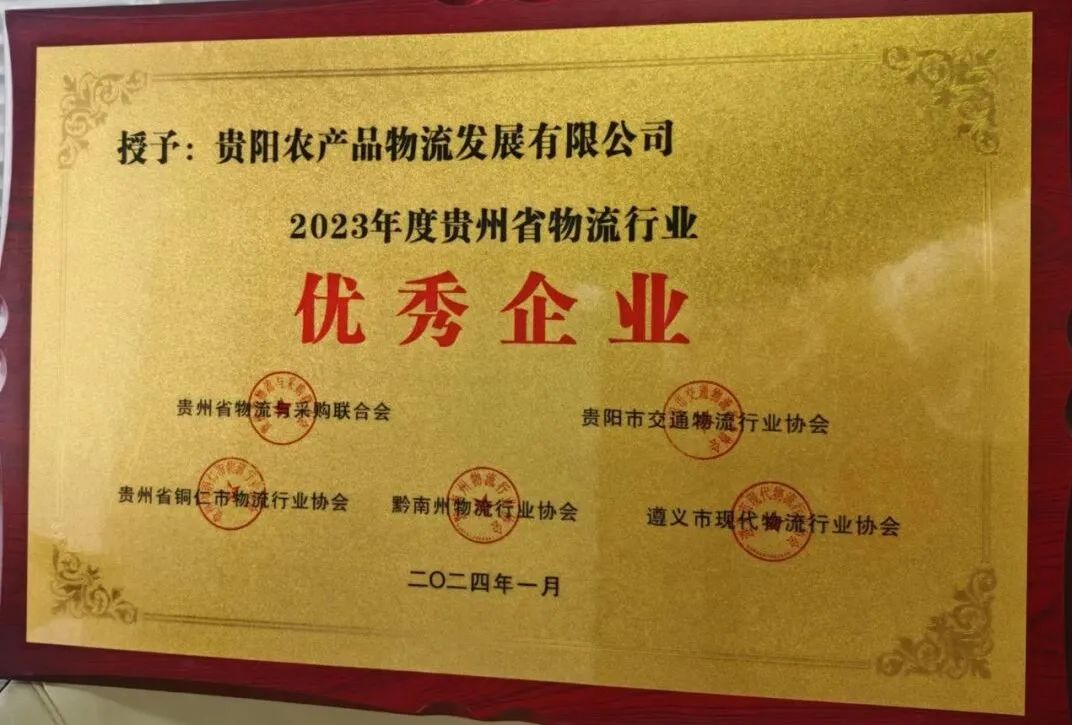 授予：贵阳农产品物流发展有限公司
2023年度贵州省物流行业
优秀企业
贵州省物流与采购联合会
贵阳市交通物流行业协会
贵州省铜仁市物流行业协会
黔南州物流行业协会
遵义市现代物流行业协会
二〇二四年一月